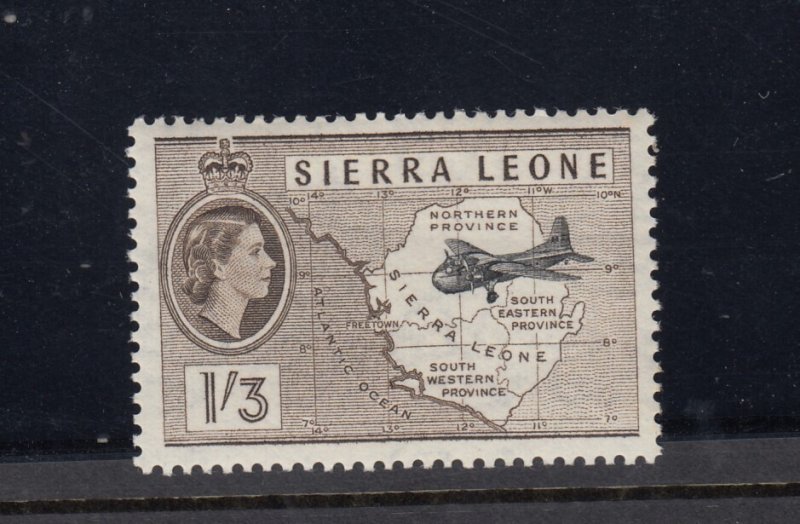 SIERRA LEONE
10° 14° 13° 12° 11°W 10°N
NORTHERN
PROVINCE
9° 9°
SIERRA LEONE
SOUTH
EASTERN
PROVINCE
FREETOWN
ATLANTIC OCEAN
8° 8°
SOUTH
WESTERN
PROVINCE
1/3
7° 14° 13° 12° 11° 7°